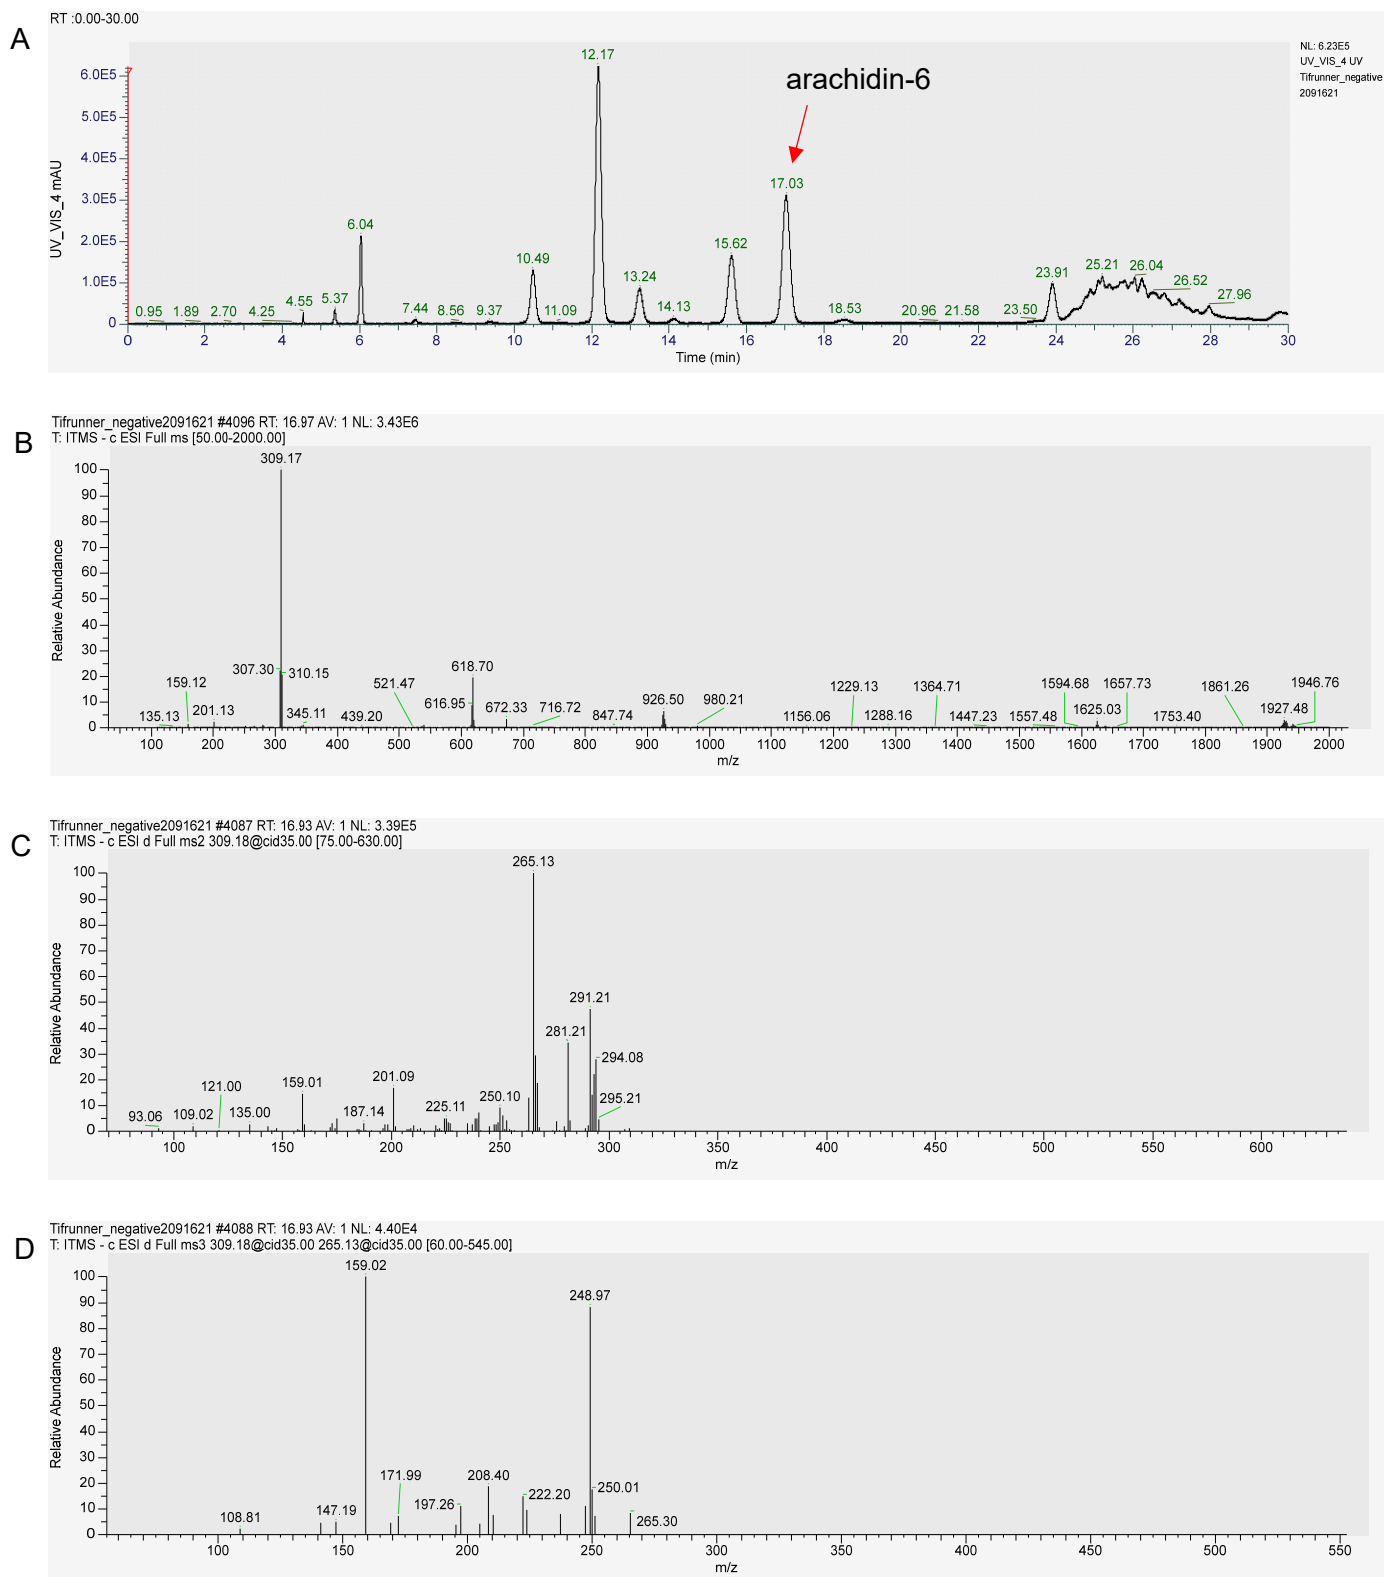 A
RT :0.00-30.00
NL: 6.23E5
UV_VIS_4 UV
Tifrunner_negative
2091621
arachidin-6
UV_VIS_4 mAU
6.0E5
5.0E5
4.0E5
3.0E5
2.0E5
1.0E5
0
0.95 1.89 2.70 4.25 4.55 5.37 6.04 7.44 8.56 9.37 10.49 11.09 12.17 13.24 14.13 15.62 17.03 18.53 20.96 21.58 23.50 23.91 25.21 26.04 26.52 27.96
0 2 4 6 8 10 12 14 16 18 20 22 24 26 28 30
Time (min)
B
Tifrunner_negative2091621 #4096 RT: 16.97 AV: 1 NL: 3.43E6
T: ITMS - c ESI Full ms [50.00-2000.00]
Relative Abundance
100
90
80
70
60
50
40
30
20
10
0
135.13 159.12 201.13 307.30 309.17 310.15 345.11 439.20 521.47 616.95 618.70 672.33 716.72 847.74 926.50 980.21 1156.06 1229.13 1288.16 1364.71 1447.23 1557.48 1594.68 1625.03 1657.73 1753.40 1861.26 1927.48 1946.76
100 200 300 400 500 600 700 800 900 1000 1100 1200 1300 1400 1500 1600 1700 1800 1900 2000
m/z
C
Tifrunner_negative2091621 #4087 RT: 16.93 AV: 1 NL: 3.39E5
T: ITMS - c ESI d Full ms2 309.18@cid35.00 [75.00-630.00]
Relative Abundance
100
90
80
70
60
50
40
30
20
10
0
93.06 109.02 121.00 135.00 159.01 187.14 201.09 225.11 250.10 265.13 281.21 291.21 294.08 295.21
100 150 200 250 300 350 400 450 500 550 600
m/z
D
Tifrunner_negative2091621 #4088 RT: 16.93 AV: 1 NL: 4.40E4
T: ITMS - c ESI d Full ms3 309.18@cid35.00 265.13@cid35.00 [60.00-545.00]
Relative Abundance
100
90
80
70
60
50
40
30
20
10
0
108.81 147.19 159.02 171.99 197.26 208.40 222.20 248.97 250.01 265.30
100 150 200 250 300 350 400 450 500 550
m/z